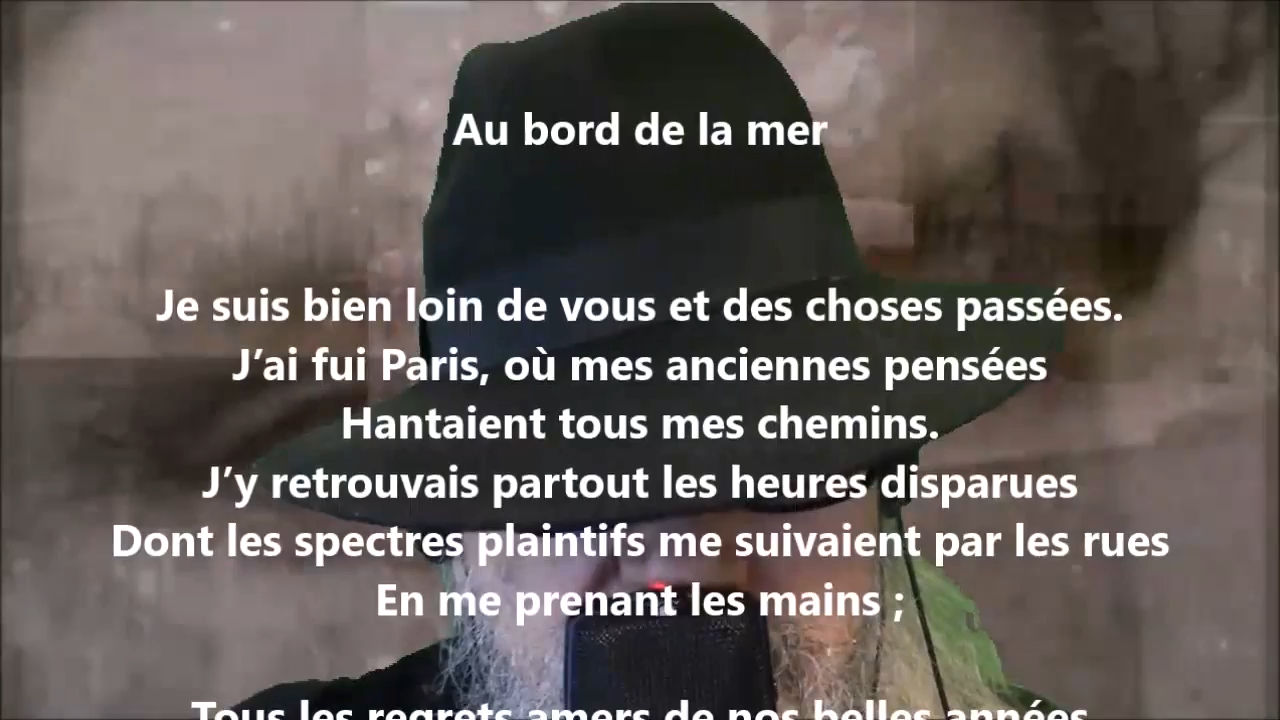 Au bord de la mer
Je suis bien loin de vous et des choses passées.
J’ai fui Paris, où mes anciennes pensées
Hantaient tous mes chemins.
J’y retrouvais partout les heures disparues
Dont les spectres plaintifs me suivaient par les rues
En me prenant les mains ;
Tous les regrets amers de nos belles années